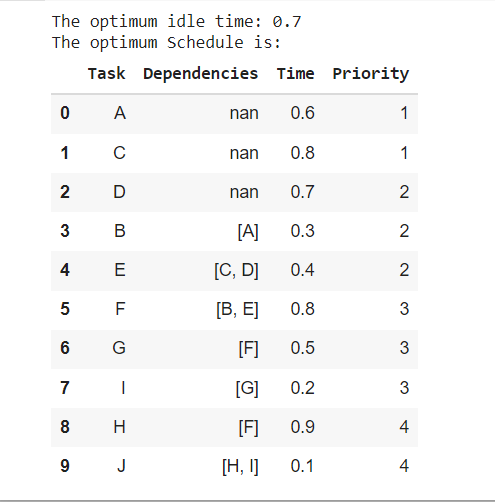 The optimum idle time: 0.7
The optimum Schedule is:
Task Dependencies Time Priority
0 A nan 0.6 1
1 C nan 0.8 1
2 D nan 0.7 2
3 B [A] 0.3 2
4 E [C, D] 0.4 2
5 F [B, E] 0.8 3
6 G [F] 0.5 3
7 I [G] 0.2 3
8 H [F] 0.9 4
9 J [H, I] 0.1 4